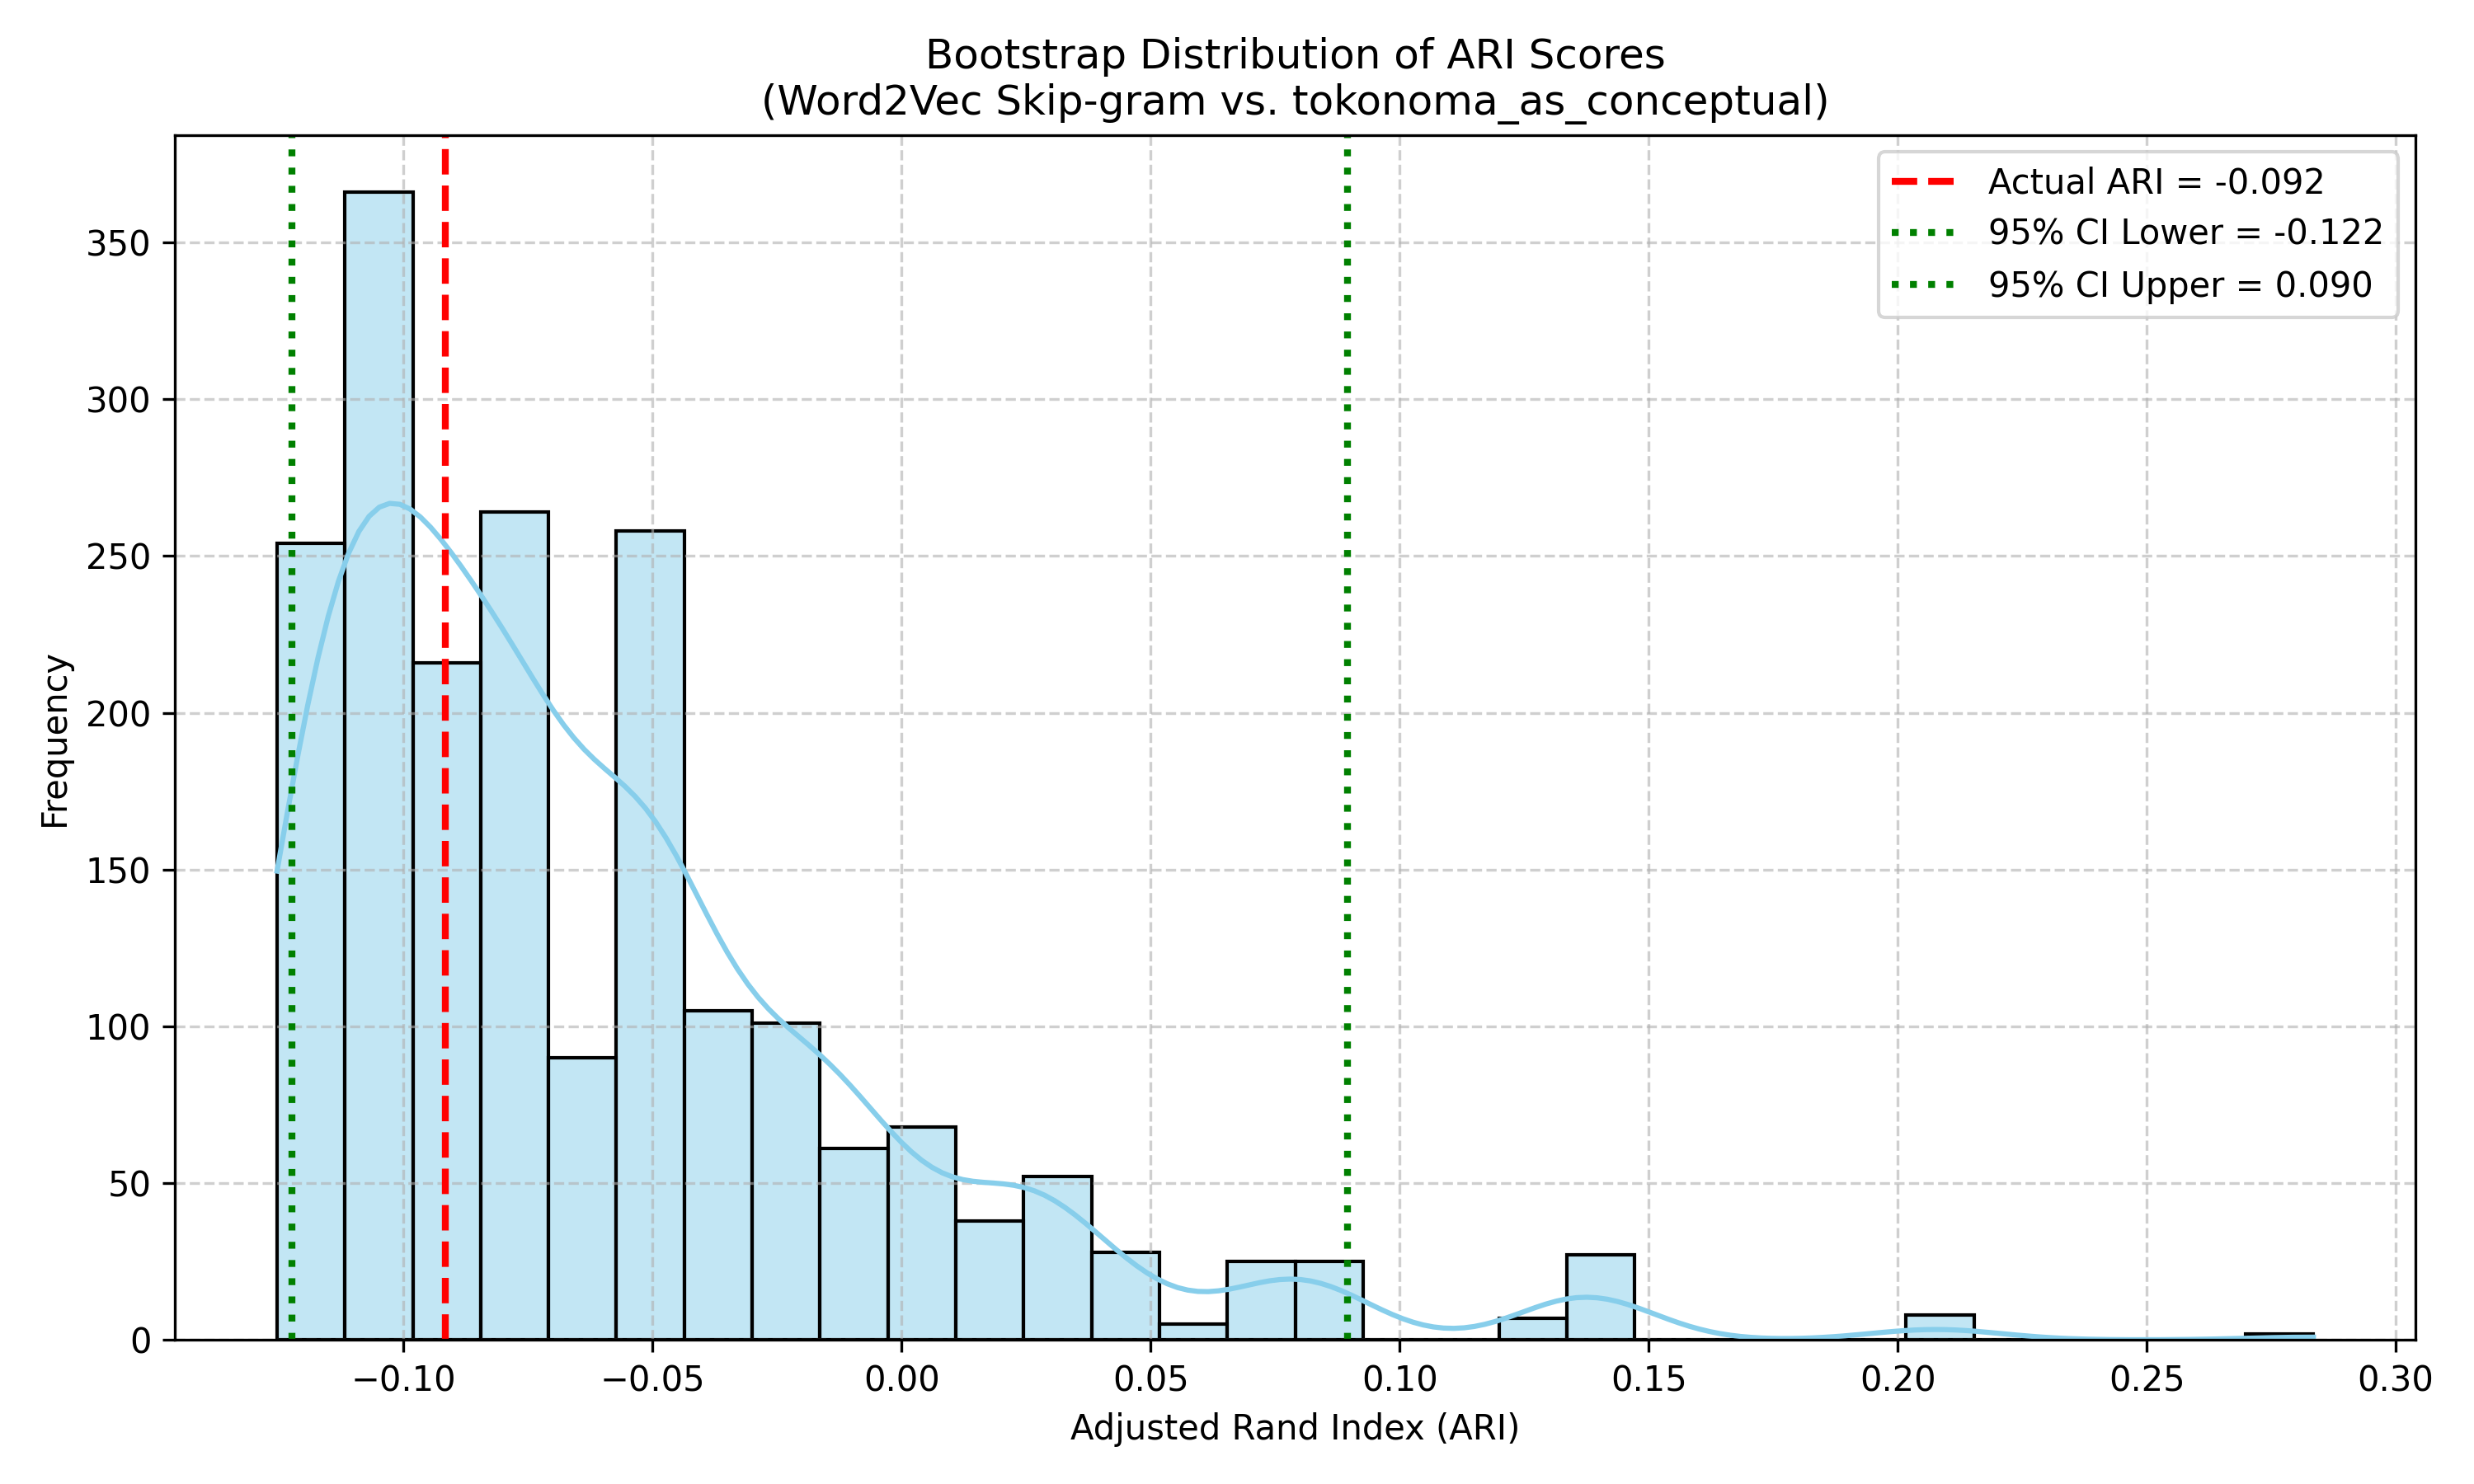 Bootstrap Distribution of ARI Scores
(Word2Vec Skip-gram vs. tokonoma_as_conceptual)
Actual ARI = -0.092
95% CI Lower = -0.122
95% CI Upper = 0.090
Frequency
350
300
250
200
150
100
50
0
−0.10 −0.05 0.00 0.05 0.10 0.15 0.20 0.25 0.30
Adjusted Rand Index (ARI)